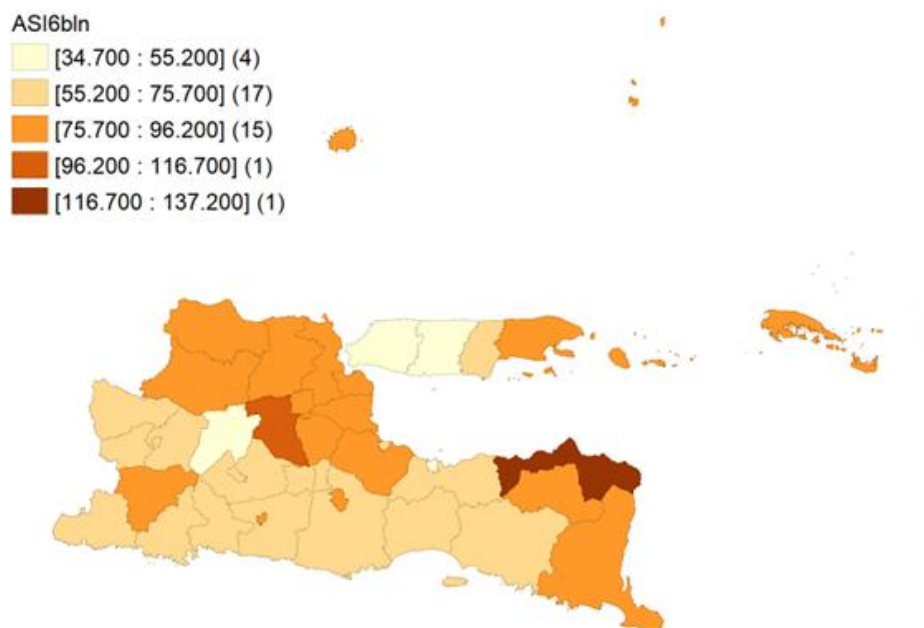 ASI6bln
[34.700 : 55.200] (4)
[55.200 : 75.700] (17)
[75.700 : 96.200] (15)
[96.200 : 116.700] (1)
[116.700 : 137.200] (1)